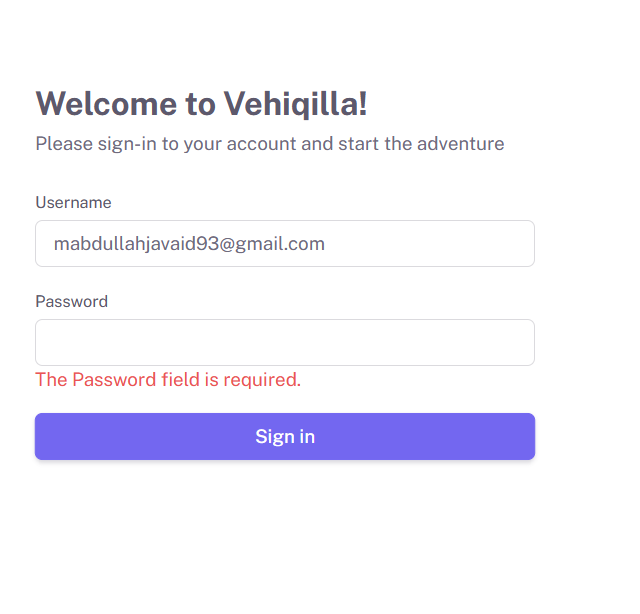 Welcome to Vehiqilla!
Please sign-in to your account and start the adventure
Username
mabdullahjavaid93@gmail.com
Password
The Password field is required.
Sign in